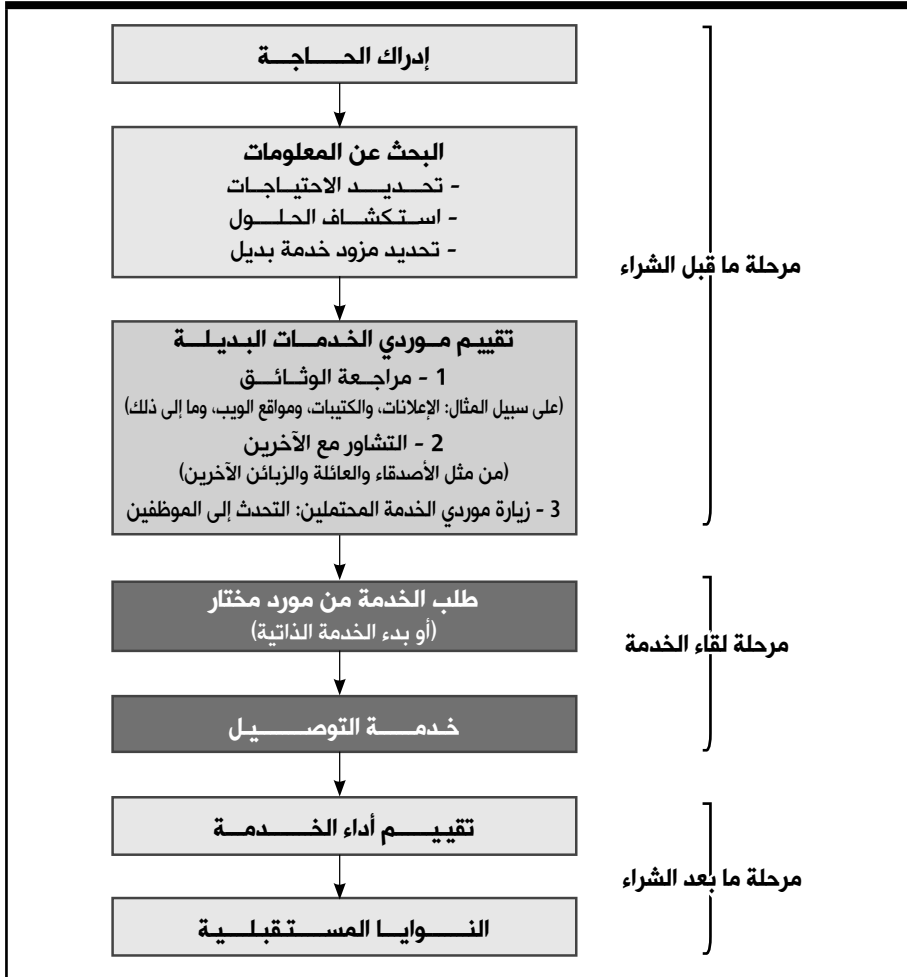 إدراك الحاجة
البحث عن المعلومات
- تحديد الاحتياجات
- استكشاف الحلول
- تحديد مزود خدمة بديل
مرحلة ما قبل الشراء
تقييم موردي الخدمات البديلة
1 - مراجعة الوثائق
(على سبيل المثال: الإعلانات، والكتيبات، ومواقع الويب، وما إلى ذلك)
2 - التشاور مع الآخرين
(من مثل الأصدقاء والعائلة والزبائن الآخرين)
3 - زيارة موردي الخدمة المحتملين: التحدث إلى الموظفين
طلب الخدمة من مورد مختار
(أو بدء الخدمة الذاتية)
مرحلة لقاء الخدمة
خدمة التوصيل
تقييم أداء الخدمة
مرحلة ما بعد الشراء
النوايا المستقبلية